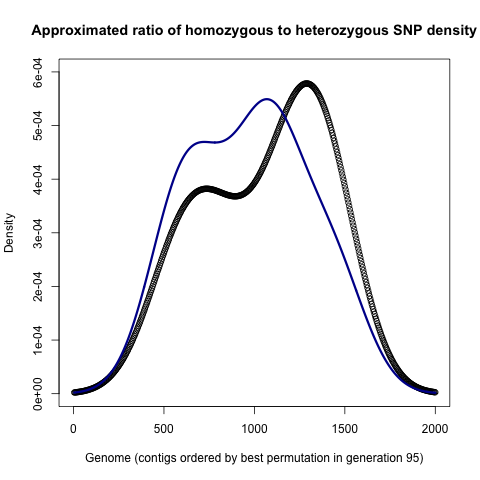 Approximated ratio of homozygous to heterozygous SNP density
Density
0e+00
1e-04
2e-04
3e-04
4e-04
5e-04
6e-04
0
500
1000
1500
2000
Genome (contigs ordered by best permutation in generation 95)